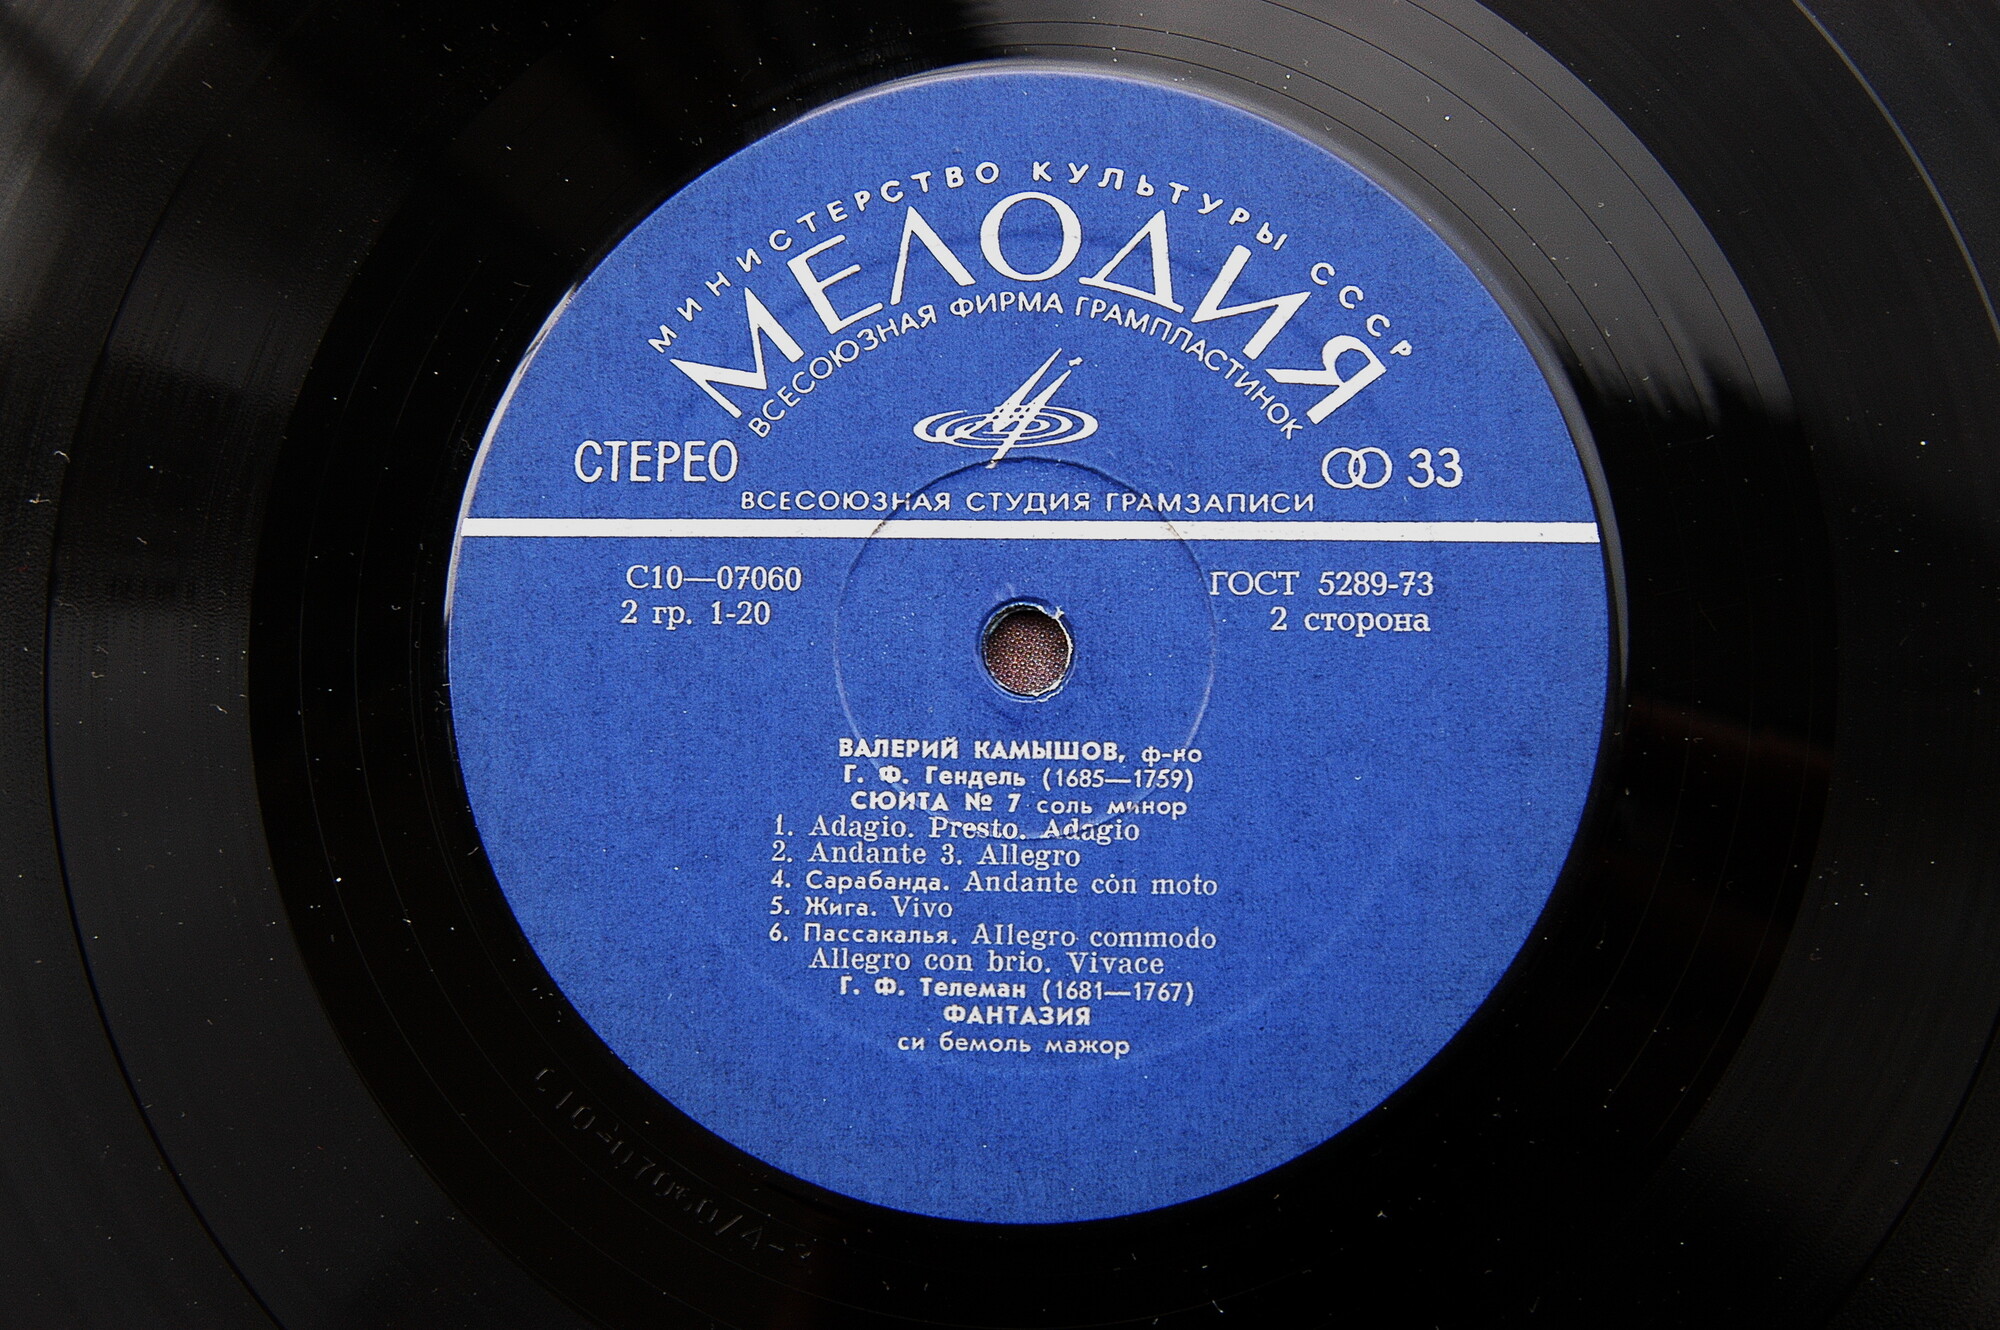 МИНИСТЕРСТВО КУЛЬТУРЫ СССР
МЕЛОДИЯ
ВСЕСОЮЗНАЯ ФИРМА ГРАМПЛАСТИНОК
СТЕРЕО
33
ВСЕСОЮЗНАЯ СТУДИЯ ГРАМЗАПИСИ
С10—07060
ГОСТ 5289-73
2 гр. 1-20
2 сторона
ВАЛЕРИЙ КАМЫШОВ, ф-но
Г. Ф. Гендель (1685—1759)
СЮИТА № 7 соль минор
1. Adagio. Presto. Adagio
2. Andante 3. Allegro
4. Сарабанда. Andante con moto
5. Жига. Vivo
6. Пассакалья. Allegro commodo
Allegro con brio. Vivace
Г. Ф. Телеман (1681—1767)
ФАНТАЗИЯ
си бемоль мажор